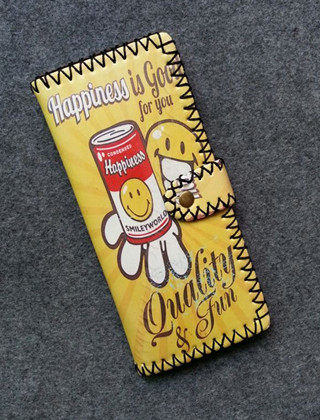 Happiness is Good
for you
CONDENSED
Happiness
SMILEYWORLD
Quality
& Fun